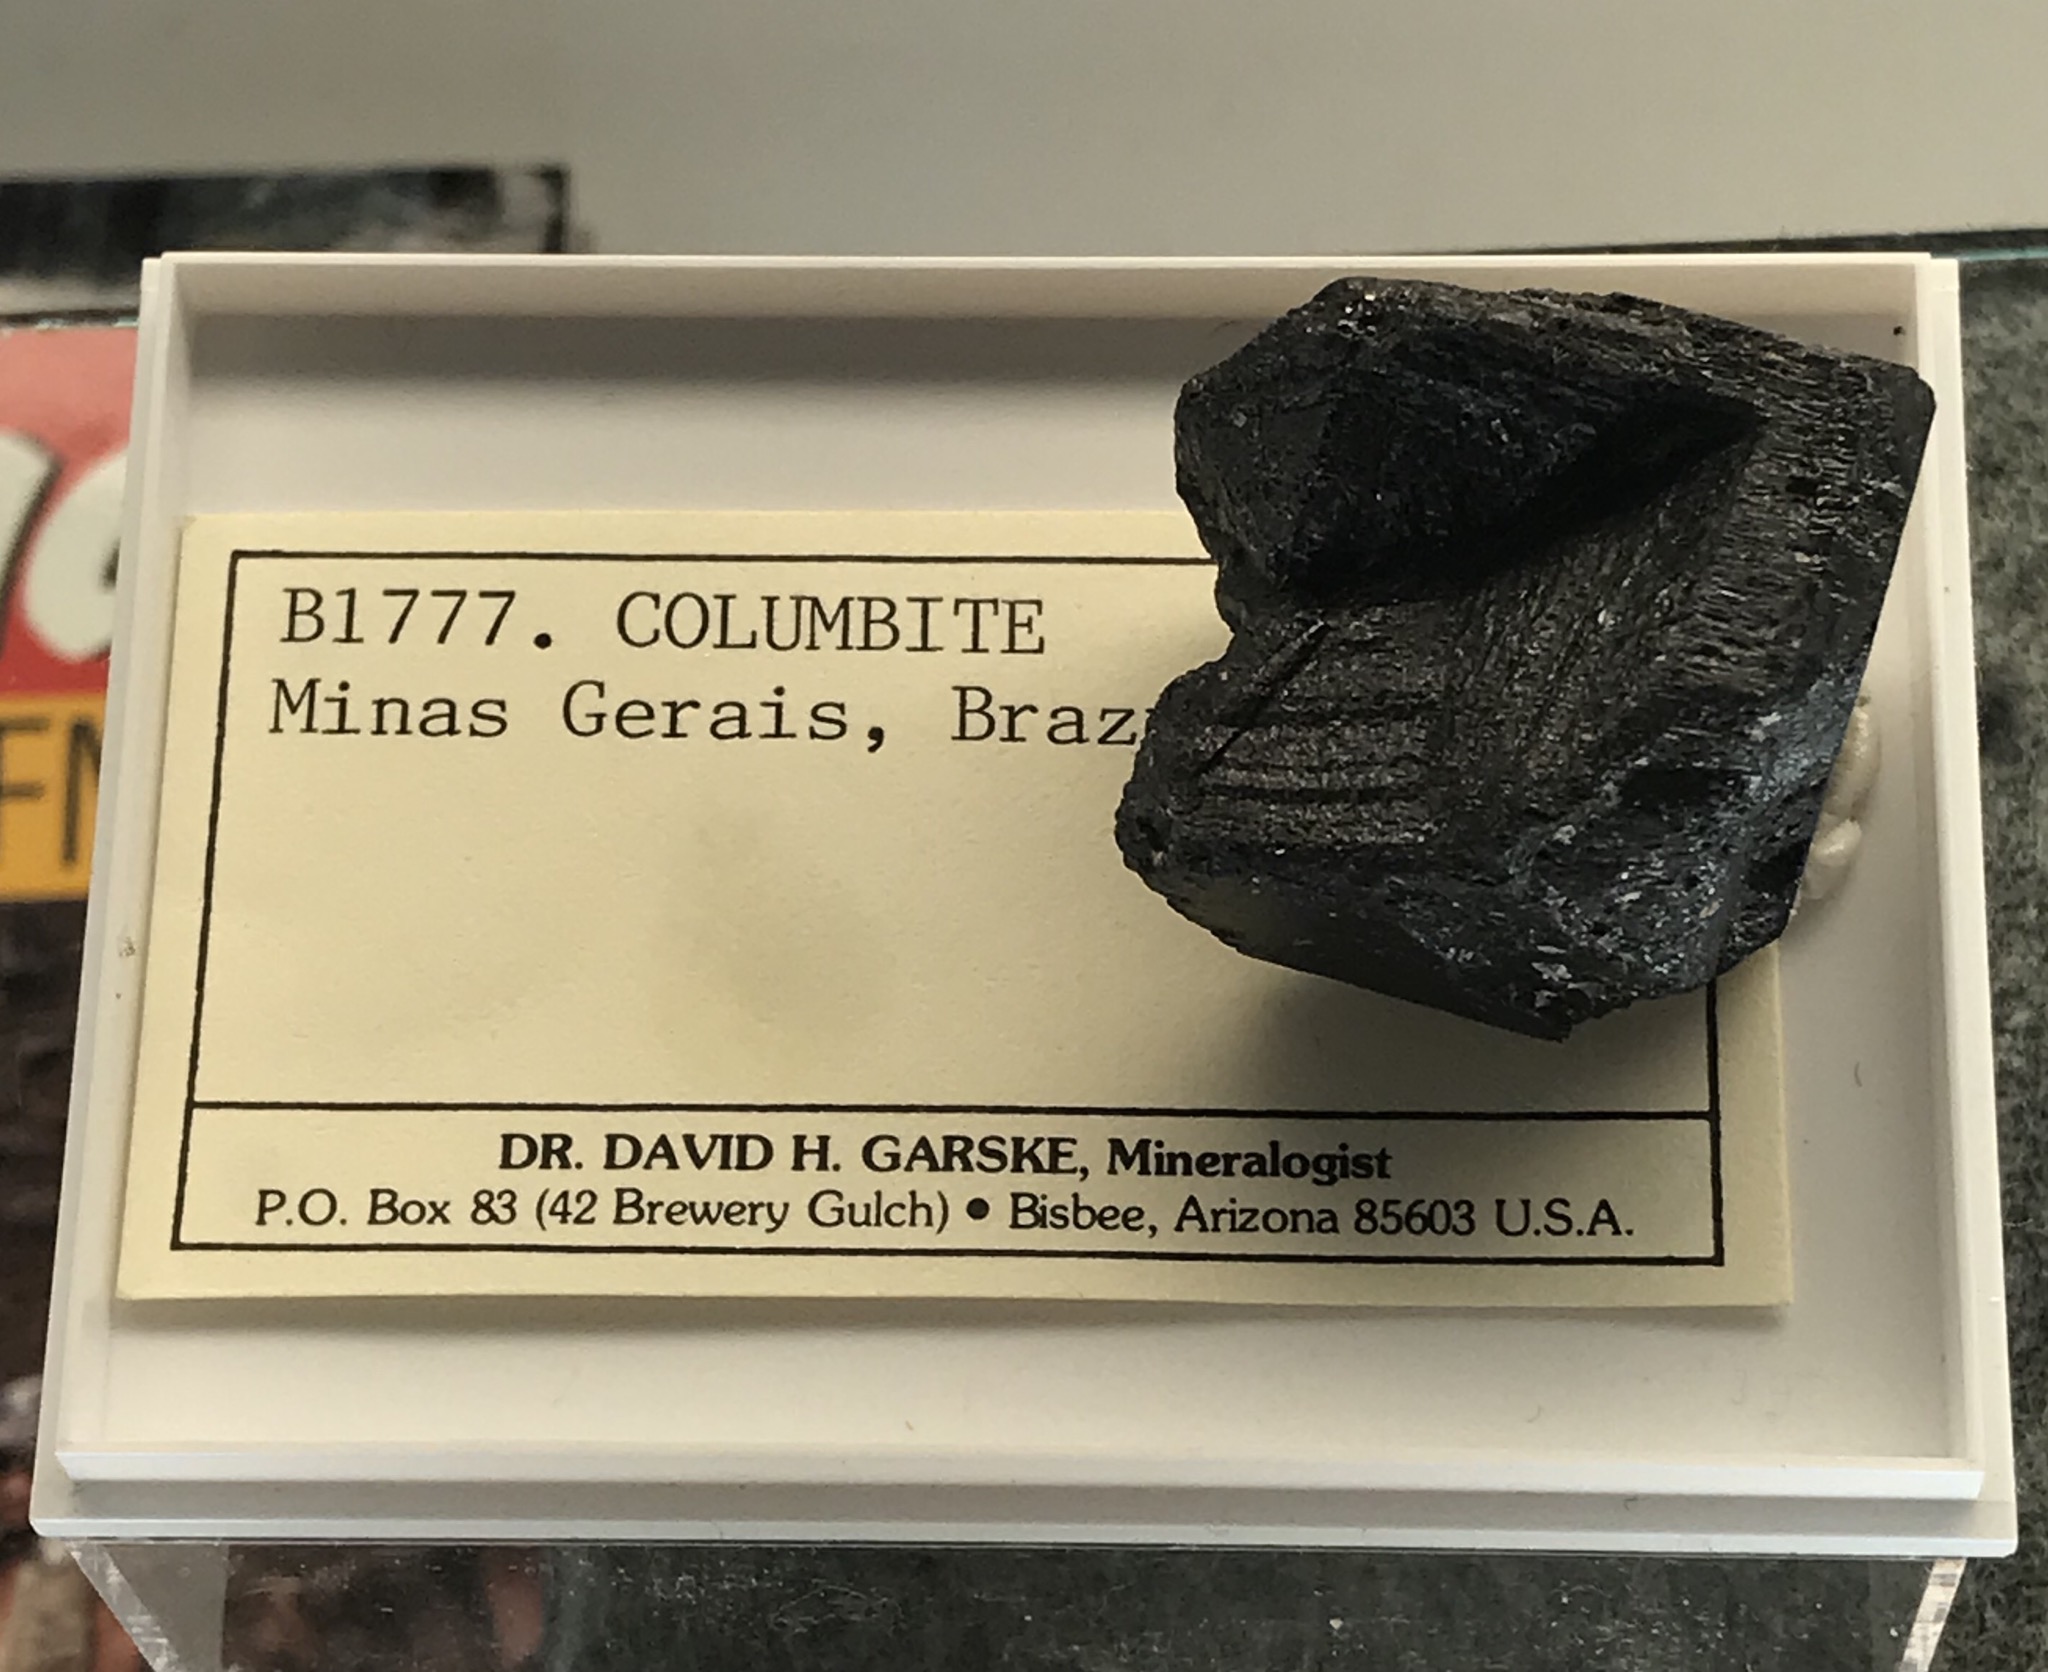 B1777. COLUMBITE
Minas Gerais,
DR. DAVID H. GARSKE, Mineralogist
P.O. Box 83 (42 Brewery Gulch) ● Bisbee, Arizona 85603 U.S.A.